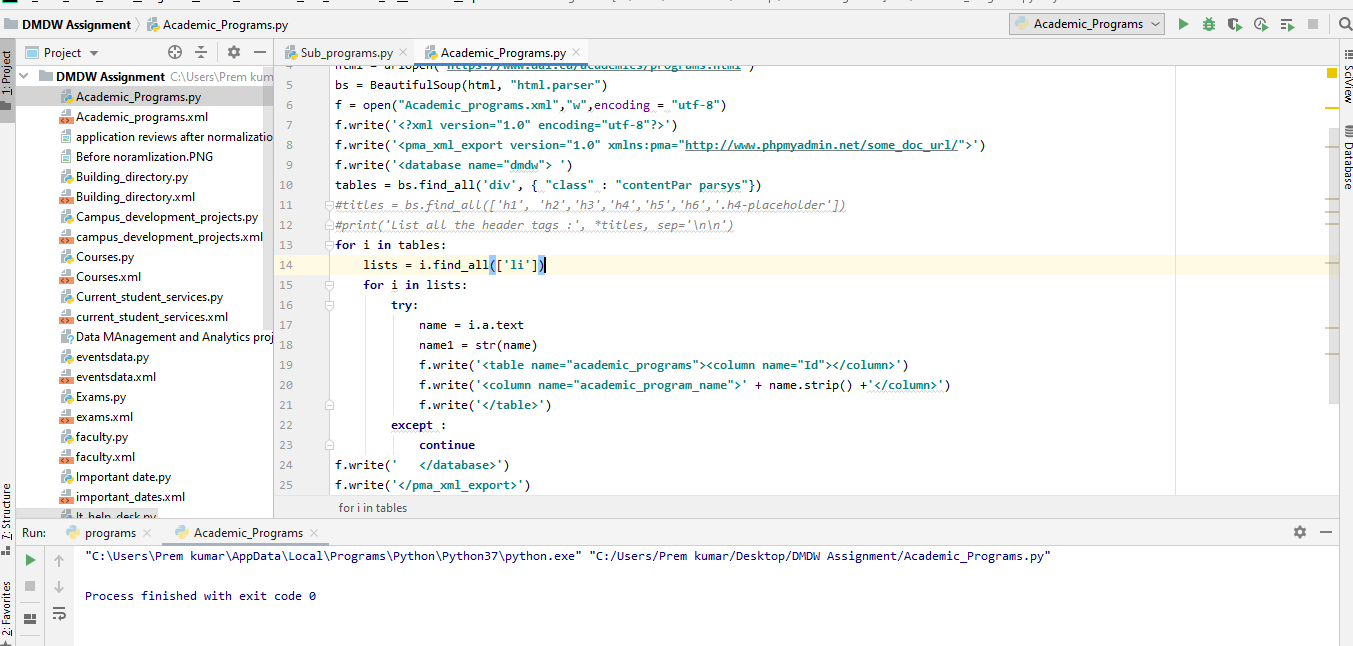 DMDW Assignment
Academic_Programs.py
Academic_Programs
Project
Sub_programs.py
Academic_Programs.py
1: Project
DMDW Assignment C:\Users\Prem kum
Academic_Programs.py
Academic_programs.xml
application reviews after normalizatio
Before noramlization.PNG
Building_directory.py
Building_directory.xml
Campus_development_projects.py
campus_development_projects.xml
Courses.py
Courses.xml
Current_student_services.py
current_student_services.xml
Data MAnagement and Analytics proj
eventsdata.py
eventsdata.xml
Exams.py
exams.xml
faculty.py
faculty.xml
Important date.py
important_dates.xml
It_help_desk.py
html = urlopen("https://www.dal.ca/academics/programs.html")
5 bs = BeautifulSoup(html, "html.parser")
6 f = open("Academic_programs.xml","w",encoding = "utf-8")
7 f.write('<?xml version="1.0" encoding="utf-8"?>')
8 f.write('<pma_xml_export version="1.0" xmlns:pma="http://www.phpmyadmin.net/some_doc_url/">')
9 f.write('<database name="dmdw"> ')
10 tables = bs.find_all('div', { "class" : "contentPar parsys"})
11 #titles = bs.find_all(['h1', 'h2','h3','h4','h5','h6','.h4-placeholder'])
12 #print('List all the header tags :', *titles, sep='\n\n')
13 for i in tables:
14 lists = i.find_all(['li'])
15 for i in lists:
16 try:
17 name = i.a.text
18 name1 = str(name)
19 f.write('<table name="academic_programs"><column name="Id"></column>')
20 f.write('<column name="academic_program_name">' + name.strip() +'</column>')
21 f.write('</table>')
22 except :
23 continue
24 f.write('   </database>')
25 f.write('</pma_xml_export>')
for i in tables
SciView
Database
7: Structure
2: Favorites
Run:
programs
Academic_Programs
"C:\Users\Prem kumar\AppData\Local\Programs\Python\Python37\python.exe" "C:/Users/Prem kumar/Desktop/DMDW Assignment/Academic_Programs.py"
Process finished with exit code 0